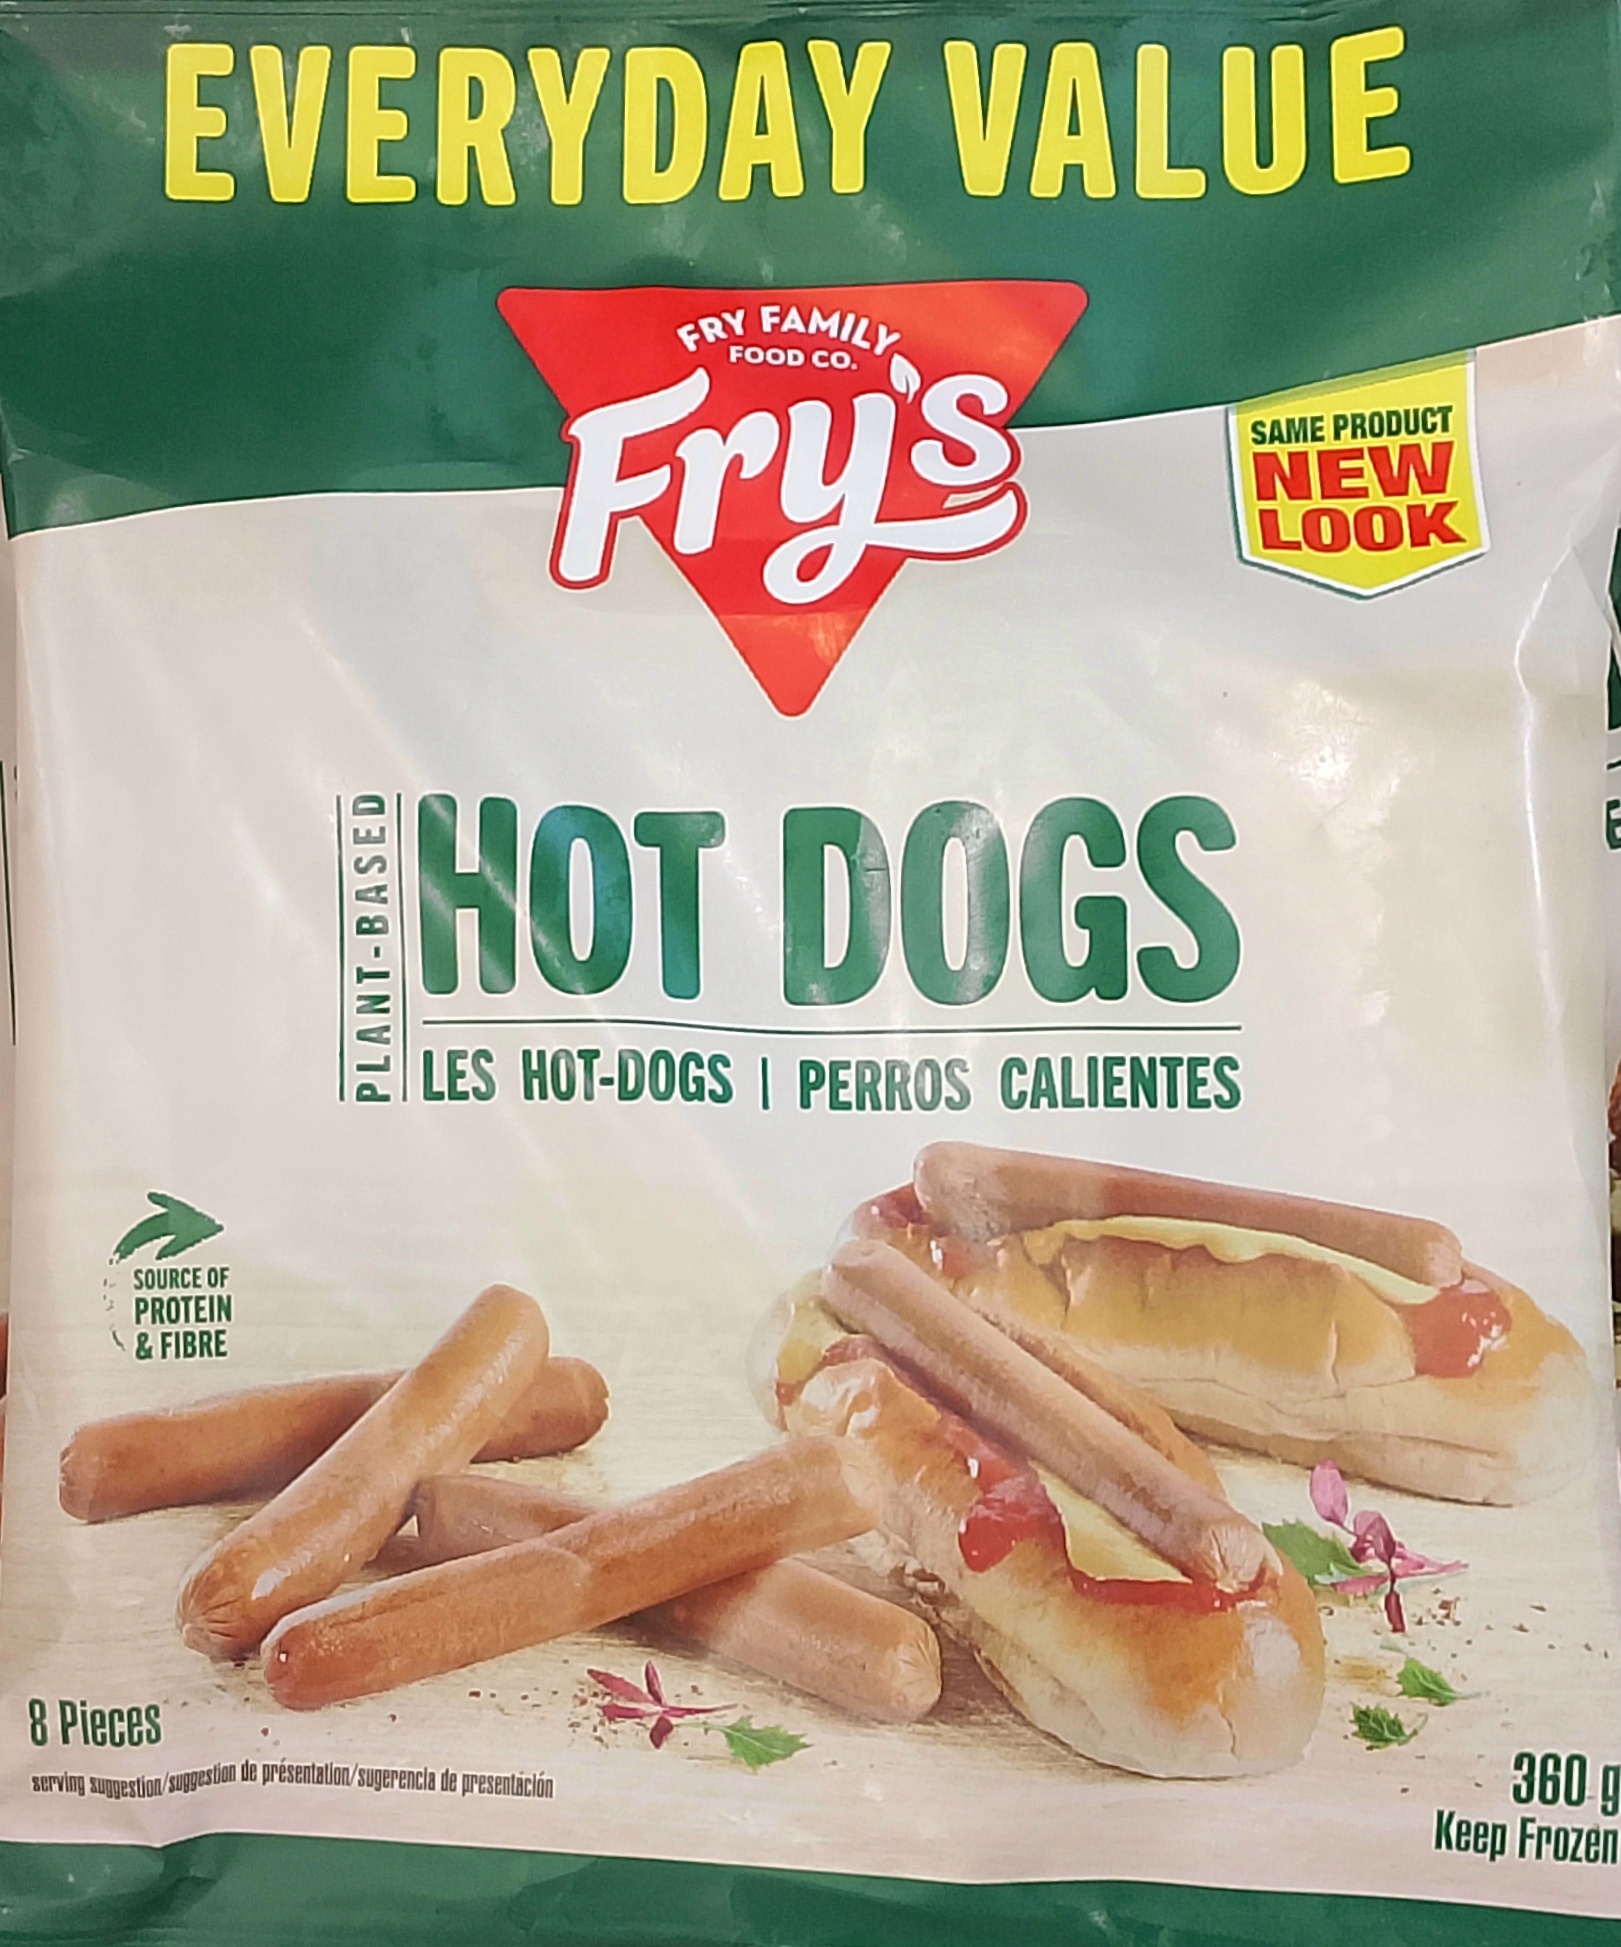 EVERYDAY VALUE
FRY FAMILY
FOOD CO.
Fry's
SAME PRODUCT
NEW
LOOK
PLANT-BASED
HOT DOGS
LES HOT-DOGS | PERROS CALIENTES
SOURCE OF
PROTEIN
& FIBRE
8 Pieces
serving suggestion/suggestion de présentation/sugerencia de presentación
360 g
Keep Frozen